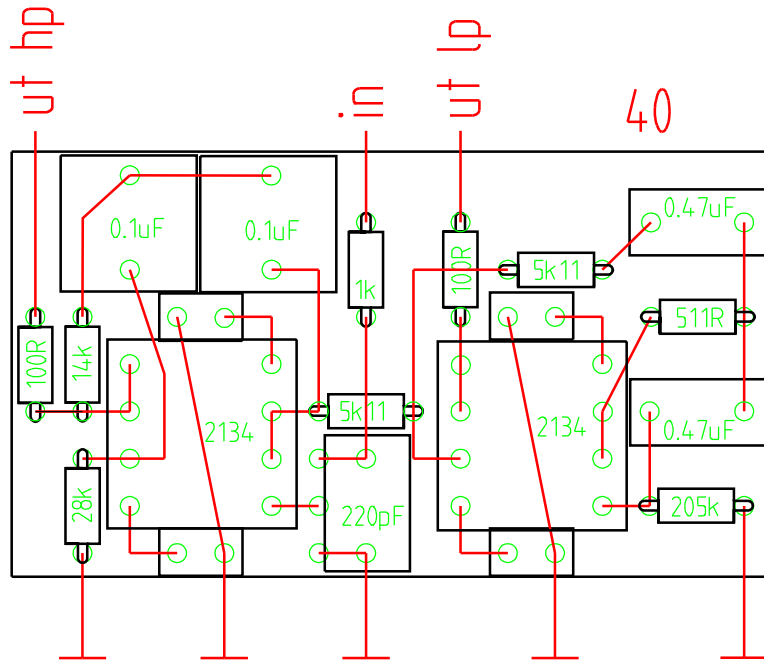 ut hp
in
ut lp
40
0.1uF
0.1uF
0.47uF
1k
100R
5k11
511R
100R
14k
5k11
2134
2134
0.47uF
28k
220pF
205k